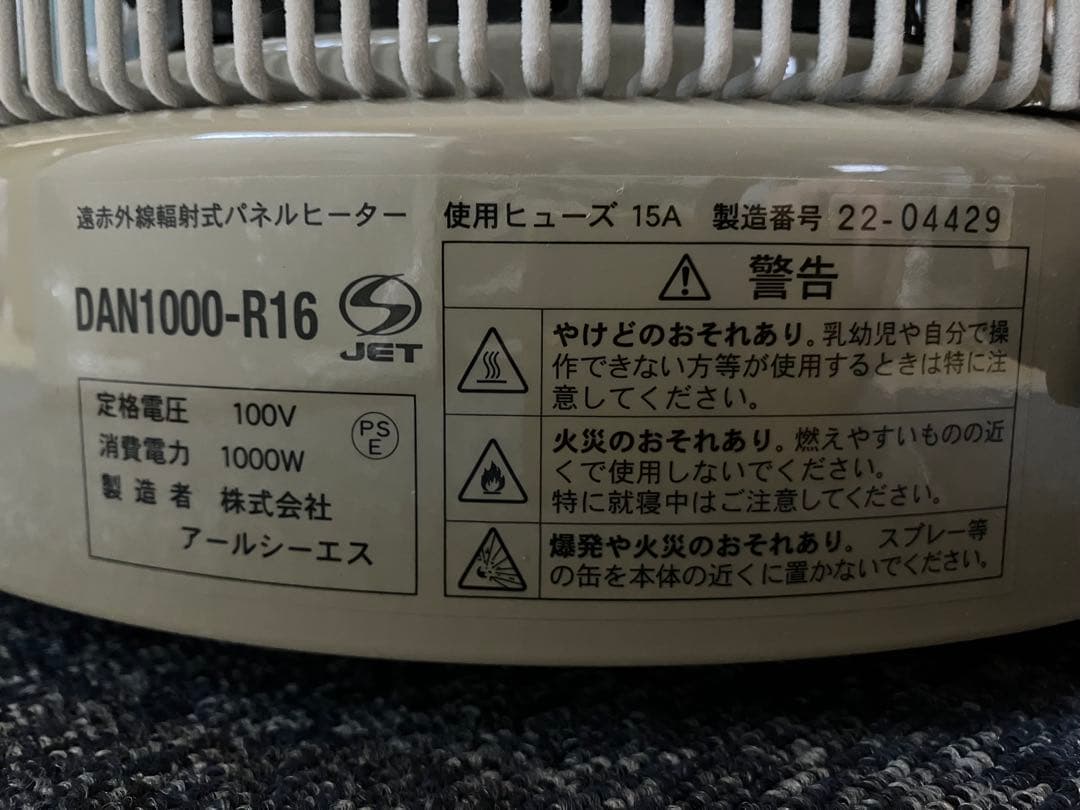 遠赤外線輻射式パネルヒーター
DAN1000-R16
JET
定格電圧 100V
消費電力 1000W
製造者 株式会社
アールシーエス
PS
E
使用ヒューズ 15A 製造番号 22-04429
警告
やけどのおそれあり。乳幼児や自分で操
作できない方等が使用するときは特に注
意してください。
火災のおそれあり。燃えやすいものの近
くで使用しないでください。
特に就寝中はご注意してください。
爆発や火災のおそれあり。 スプレー等
の缶を本体の近くに置かないでください。